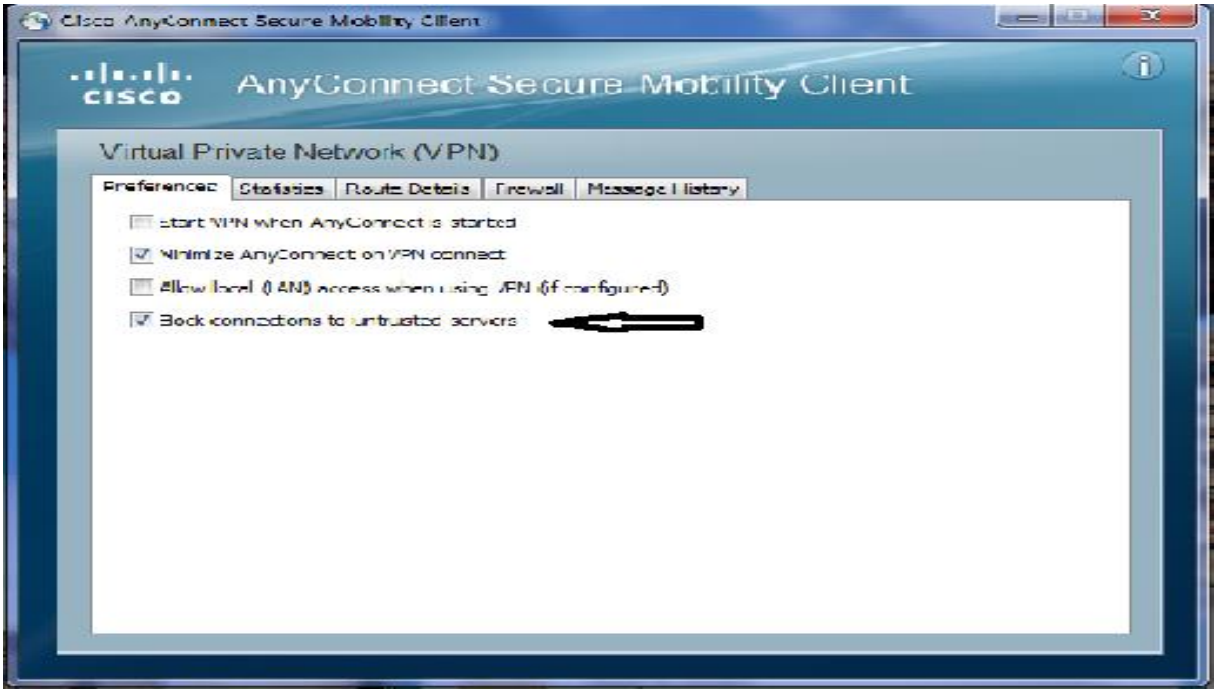 Cisco AnyConnect Secure Mobility Client
CISCO
AnyConnect Secure Mobility Client
Virtual Private Network (VPN)
Preferences Statistics Route Details Firewall Message History
Start VPN when AnyConnect is started
Minimize AnyConnect on VPN connect
Allow local (LAN) access when using VPN (if configured)
Block connections to untrusted servers